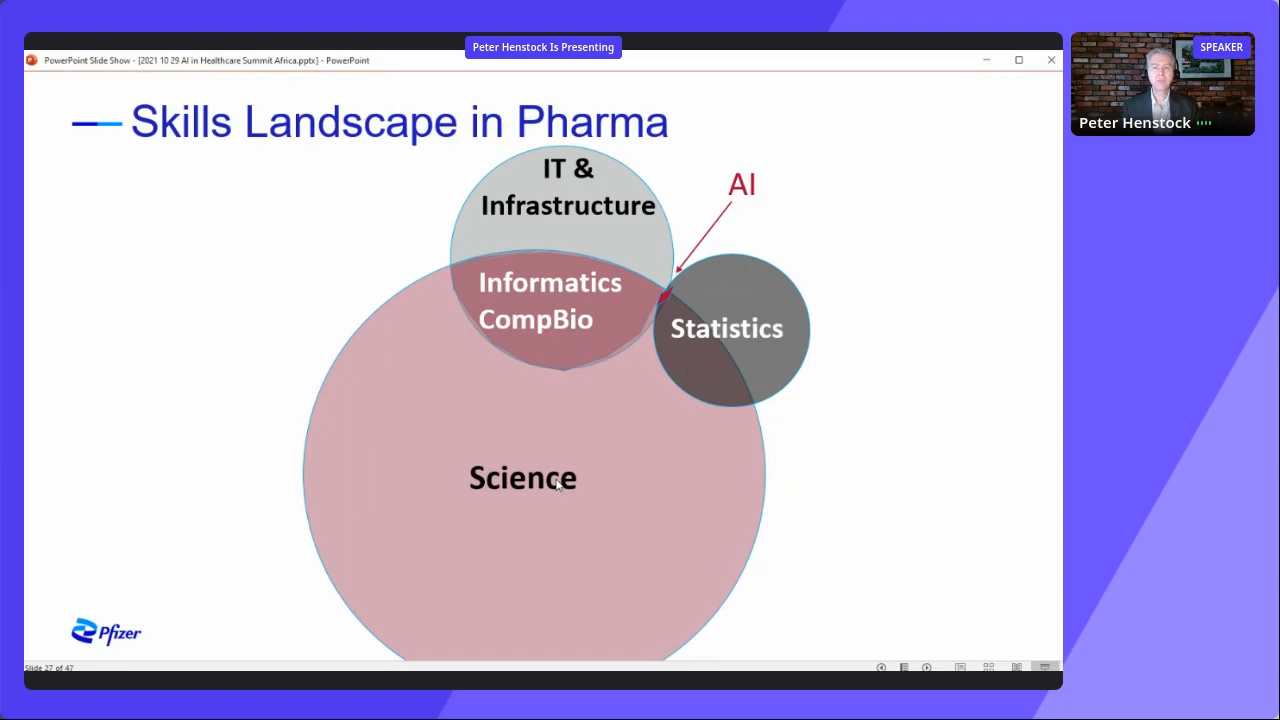 Peter Henstock Is Presenting
PowerPoint Slide Show - [2021 10 29 AI in Healthcare Summit Africa.pptx] - PowerPoint
SPEAKER
Peter Henstock
Skills Landscape in Pharma
IT &
Infrastructure
AI
Informatics
CompBio
Statistics
Science
Pfizer
Slide 27 of 47